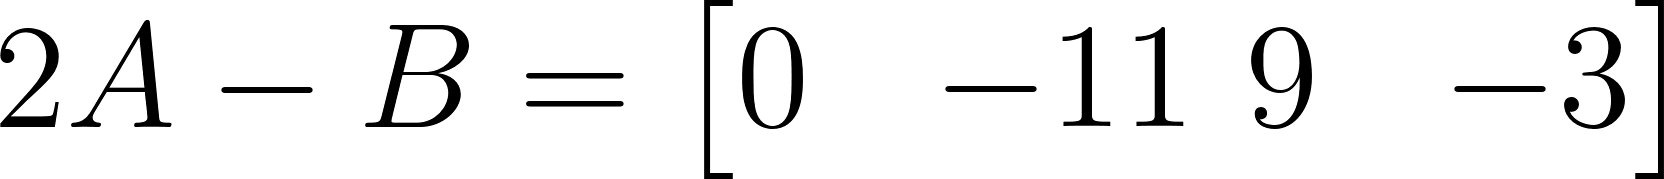 2A − B = [0 −11 9 −3]